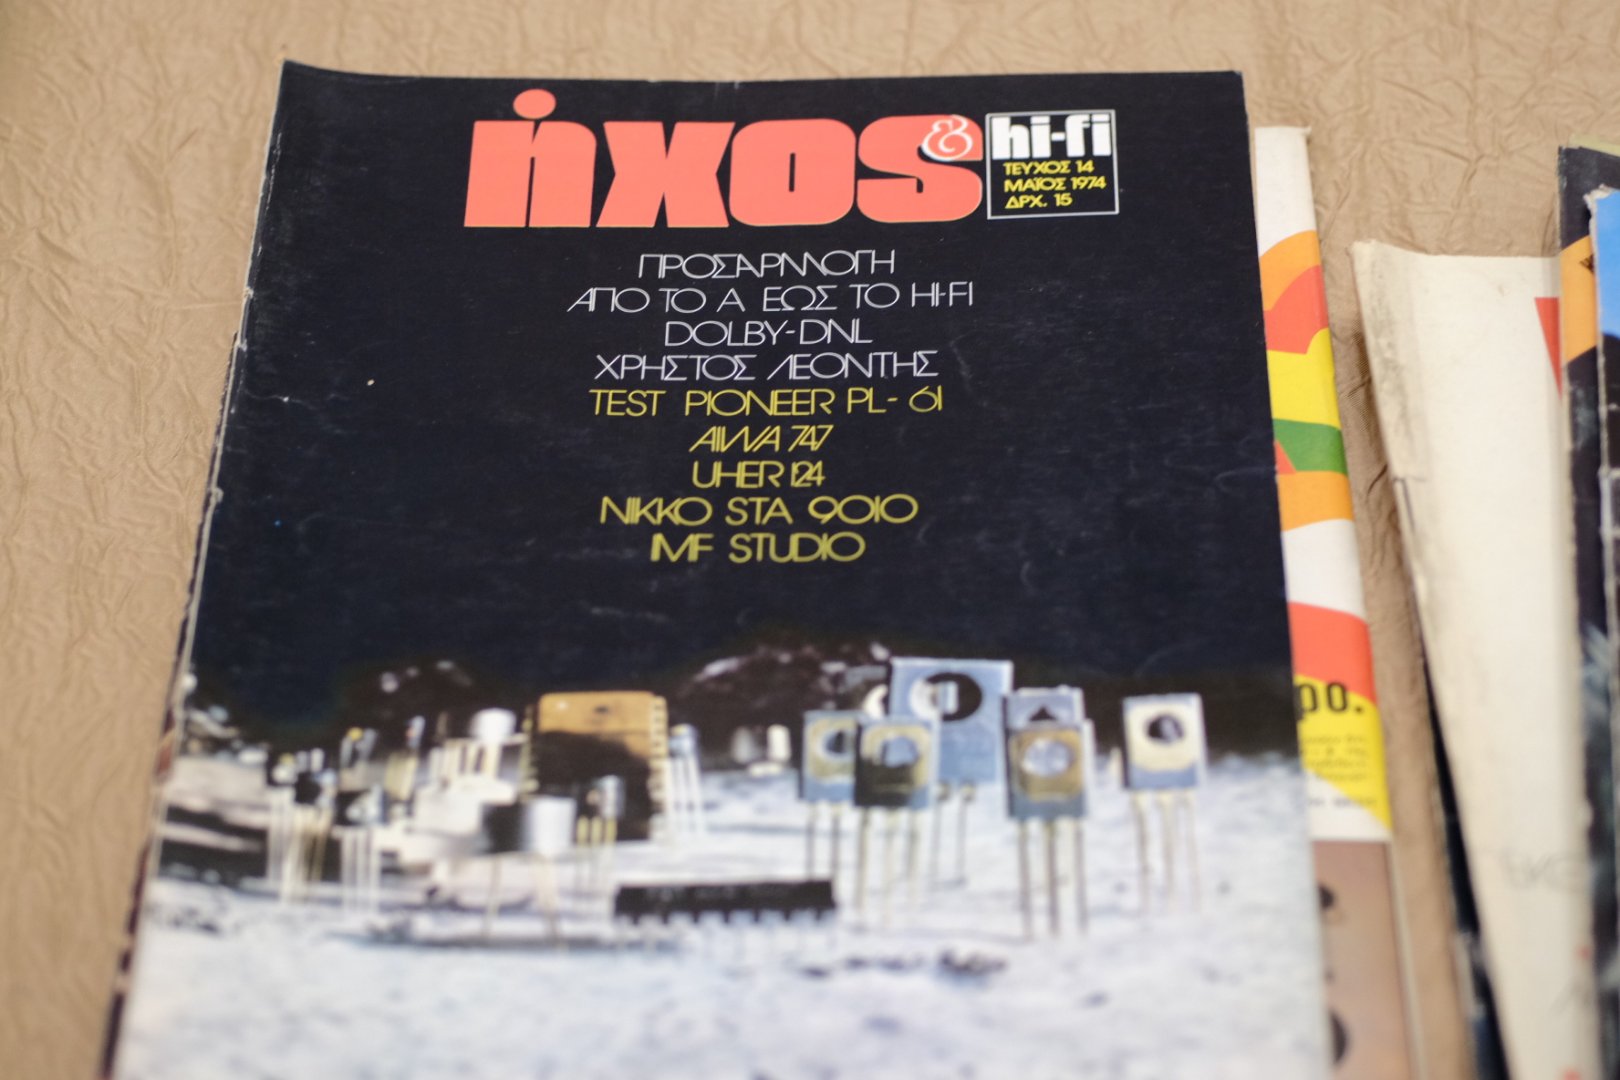 ήχος & hi-fi
ΤΕΥΧΟΣ 14
ΜΑΪΟΣ 1974
ΔΡΧ. 15
ΠΡΟΣΑΡΜΟΓΗ
ΑΠΟ ΤΟ Α ΕΩΣ ΤΟ HI-FI
DOLBY-DNL
ΧΡΗΣΤΟΣ ΛΕΟΝΤΗΣ
TEST PIONEER PL-61
AIWA 747
UHER 124
NIKKO STA 9010
IMF STUDIO
ρο.